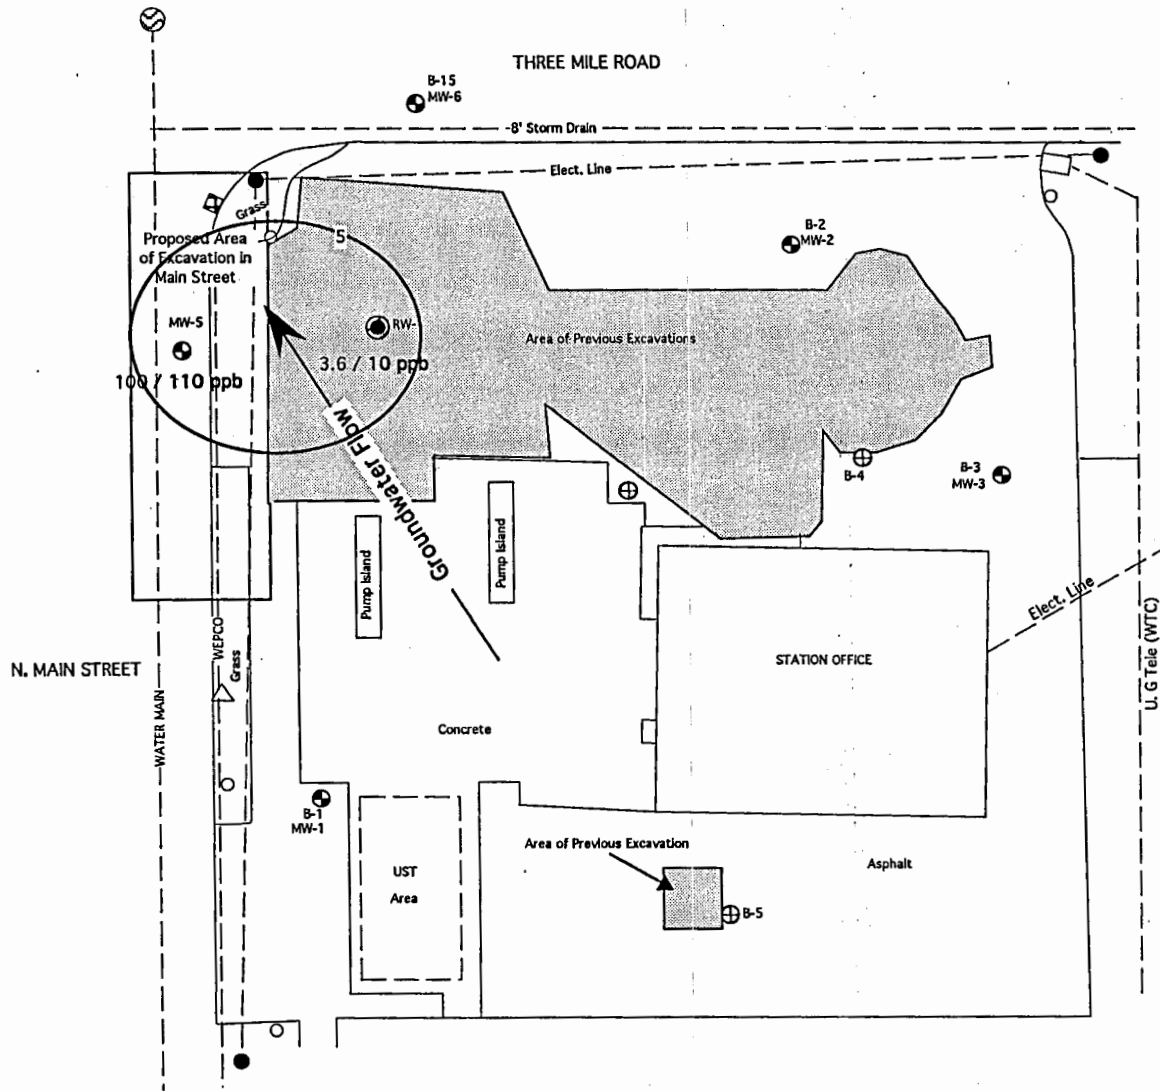 THREE MILE ROAD
B-15
MW-6
8' Storm Drain
Elect. Line
Grass
B-2
MW-2
Proposed Area
of Excavation in
Main Street
5
MW-5
RW-
Area of Previous Excavations
3.6 / 10 ppb
100 / 110 ppb
Groundwater Flow
B-4
B-3
MW-3
Pump Island
Pump Island
Elect. Line
U. G Tele (WTC)
N. MAIN STREET
WEPCO
Grass
WATER MAIN
STATION OFFICE
Concrete
B-1
MW-1
UST
Area
Area of Previous Excavation
Asphalt
B-5